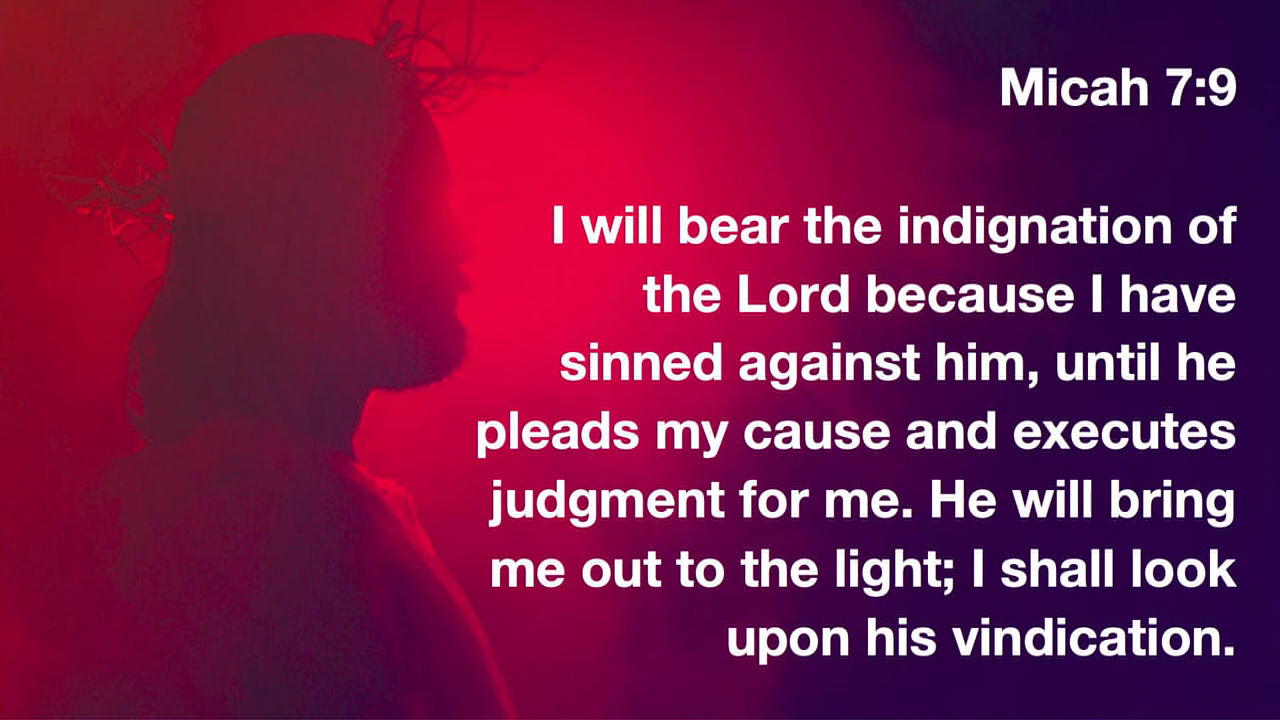 Micah 7:9
I will bear the indignation of
the Lord because I have
sinned against him, until he
pleads my cause and executes
judgment for me. He will bring
me out to the light; I shall look
upon his vindication.